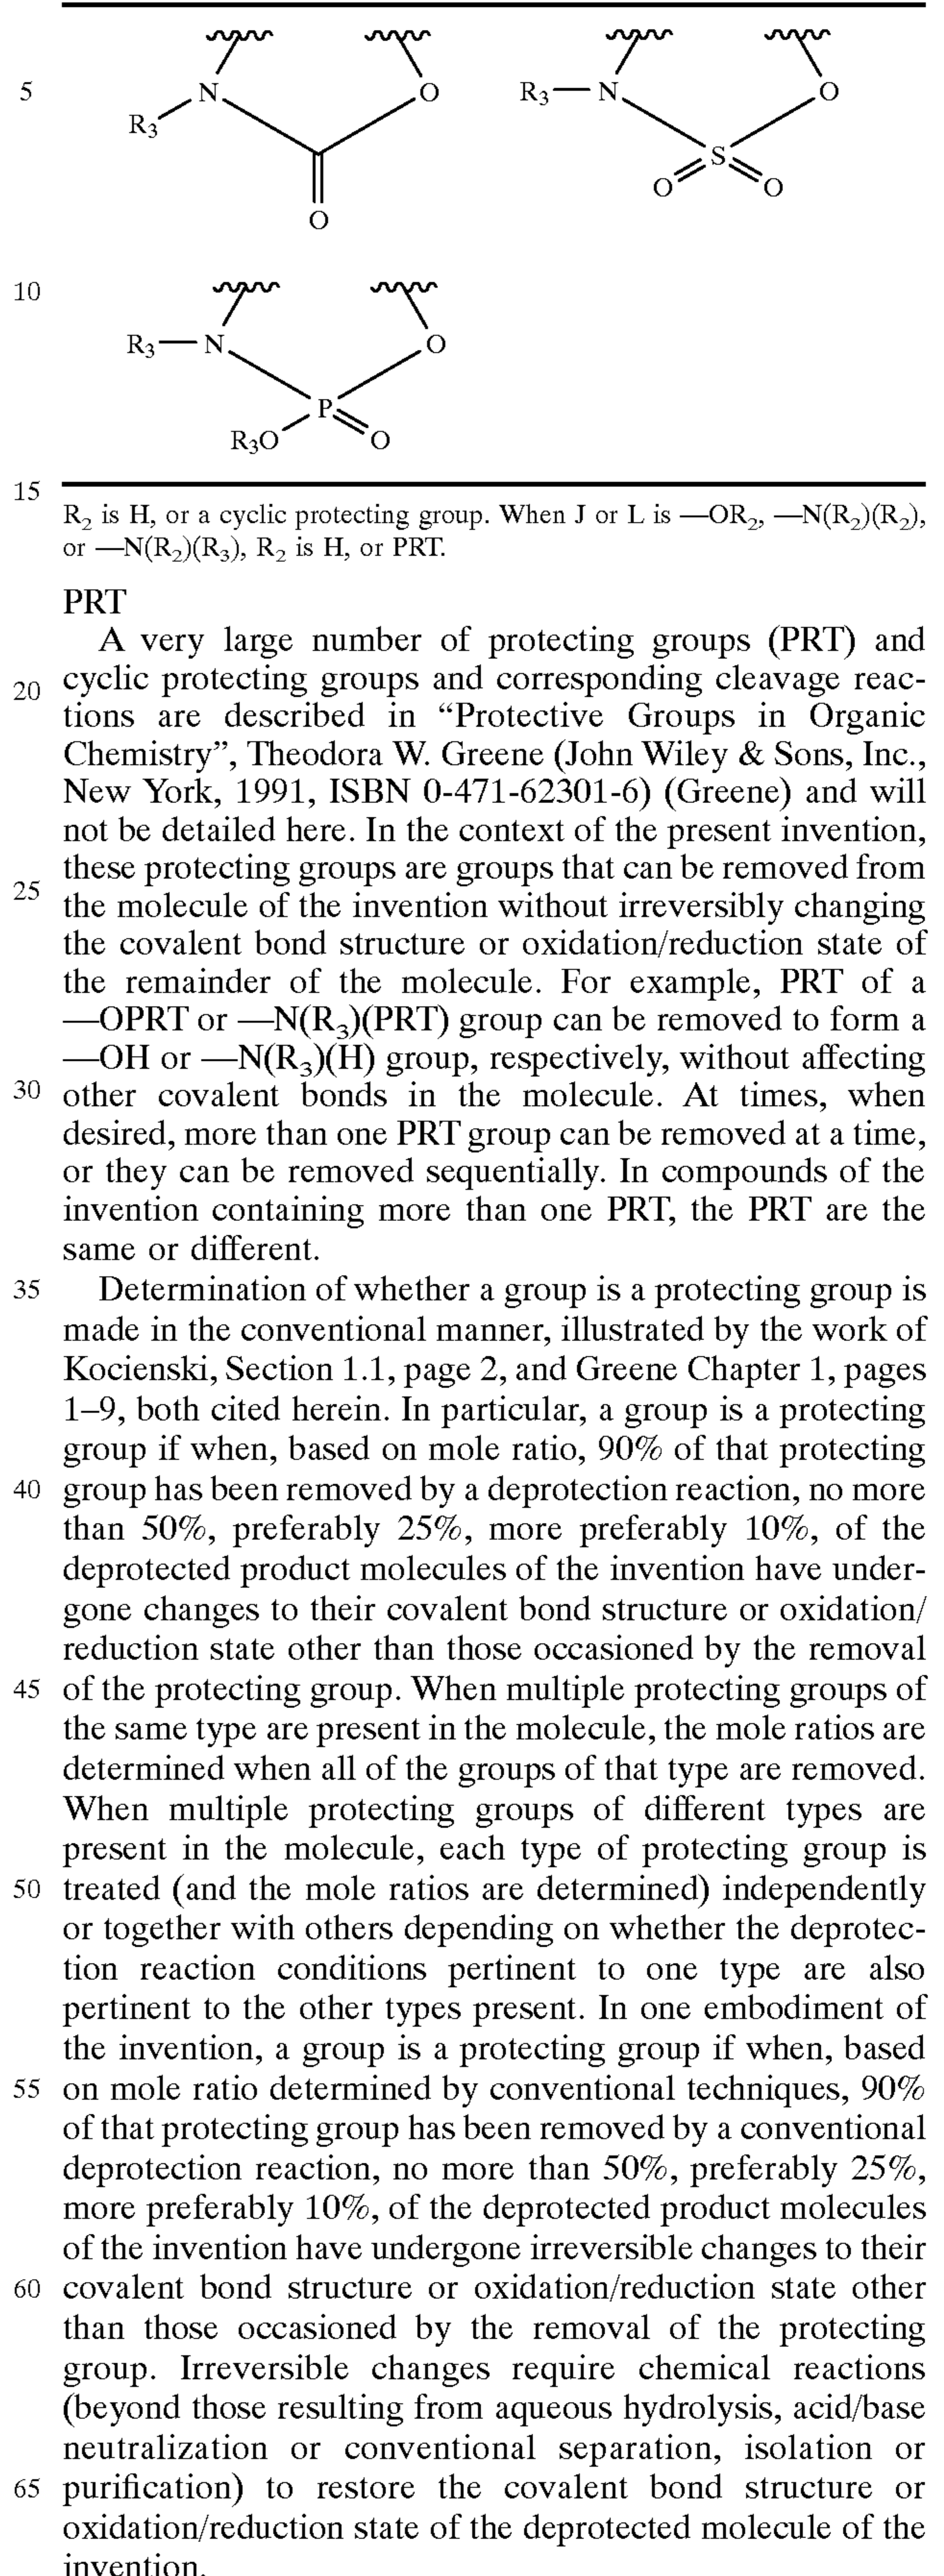 5
N
O
R3
O
R3—N
O
S
O
O
10
R3—N
O
P
R3O
O
15
R2 is H, or a cyclic protecting group. When J or L is —OR2, —N(R2)(R2),
or —N(R2)(R3), R2 is H, or PRT.
PRT
A very large number of protecting groups (PRT) and
20 cyclic protecting groups and corresponding cleavage reac-
tions are described in “Protective Groups in Organic
Chemistry”, Theodora W. Greene (John Wiley & Sons, Inc.,
New York, 1991, ISBN 0-471-62301-6) (Greene) and will
not be detailed here. In the context of the present invention,
25 these protecting groups are groups that can be removed from
the molecule of the invention without irreversibly changing
the covalent bond structure or oxidation/reduction state of
the remainder of the molecule. For example, PRT of a
—OPRT or —N(R3)(PRT) group can be removed to form a
—OH or —N(R3)(H) group, respectively, without affecting
30 other covalent bonds in the molecule. At times, when
desired, more than one PRT group can be removed at a time,
or they can be removed sequentially. In compounds of the
invention containing more than one PRT, the PRT are the
same or different.
35 Determination of whether a group is a protecting group is
made in the conventional manner, illustrated by the work of
Kocienski, Section 1.1, page 2, and Greene Chapter 1, pages
1–9, both cited herein. In particular, a group is a protecting
group if when, based on mole ratio, 90% of that protecting
40 group has been removed by a deprotection reaction, no more
than 50%, preferably 25%, more preferably 10%, of the
deprotected product molecules of the invention have under-
gone changes to their covalent bond structure or oxidation/
reduction state other than those occasioned by the removal
45 of the protecting group. When multiple protecting groups of
the same type are present in the molecule, the mole ratios are
determined when all of the groups of that type are removed.
When multiple protecting groups of different types are
present in the molecule, each type of protecting group is
50 treated (and the mole ratios are determined) independently
or together with others depending on whether the deprotec-
tion reaction conditions pertinent to one type are also
pertinent to the other types present. In one embodiment of
the invention, a group is a protecting group if when, based
55 on mole ratio determined by conventional techniques, 90%
of that protecting group has been removed by a conventional
deprotection reaction, no more than 50%, preferably 25%,
more preferably 10%, of the deprotected product molecules
of the invention have undergone irreversible changes to their
60 covalent bond structure or oxidation/reduction state other
than those occasioned by the removal of the protecting
group. Irreversible changes require chemical reactions
(beyond those resulting from aqueous hydrolysis, acid/base
neutralization or conventional separation, isolation or
65 purification) to restore the covalent bond structure or
oxidation/reduction state of the deprotected molecule of the
invention.